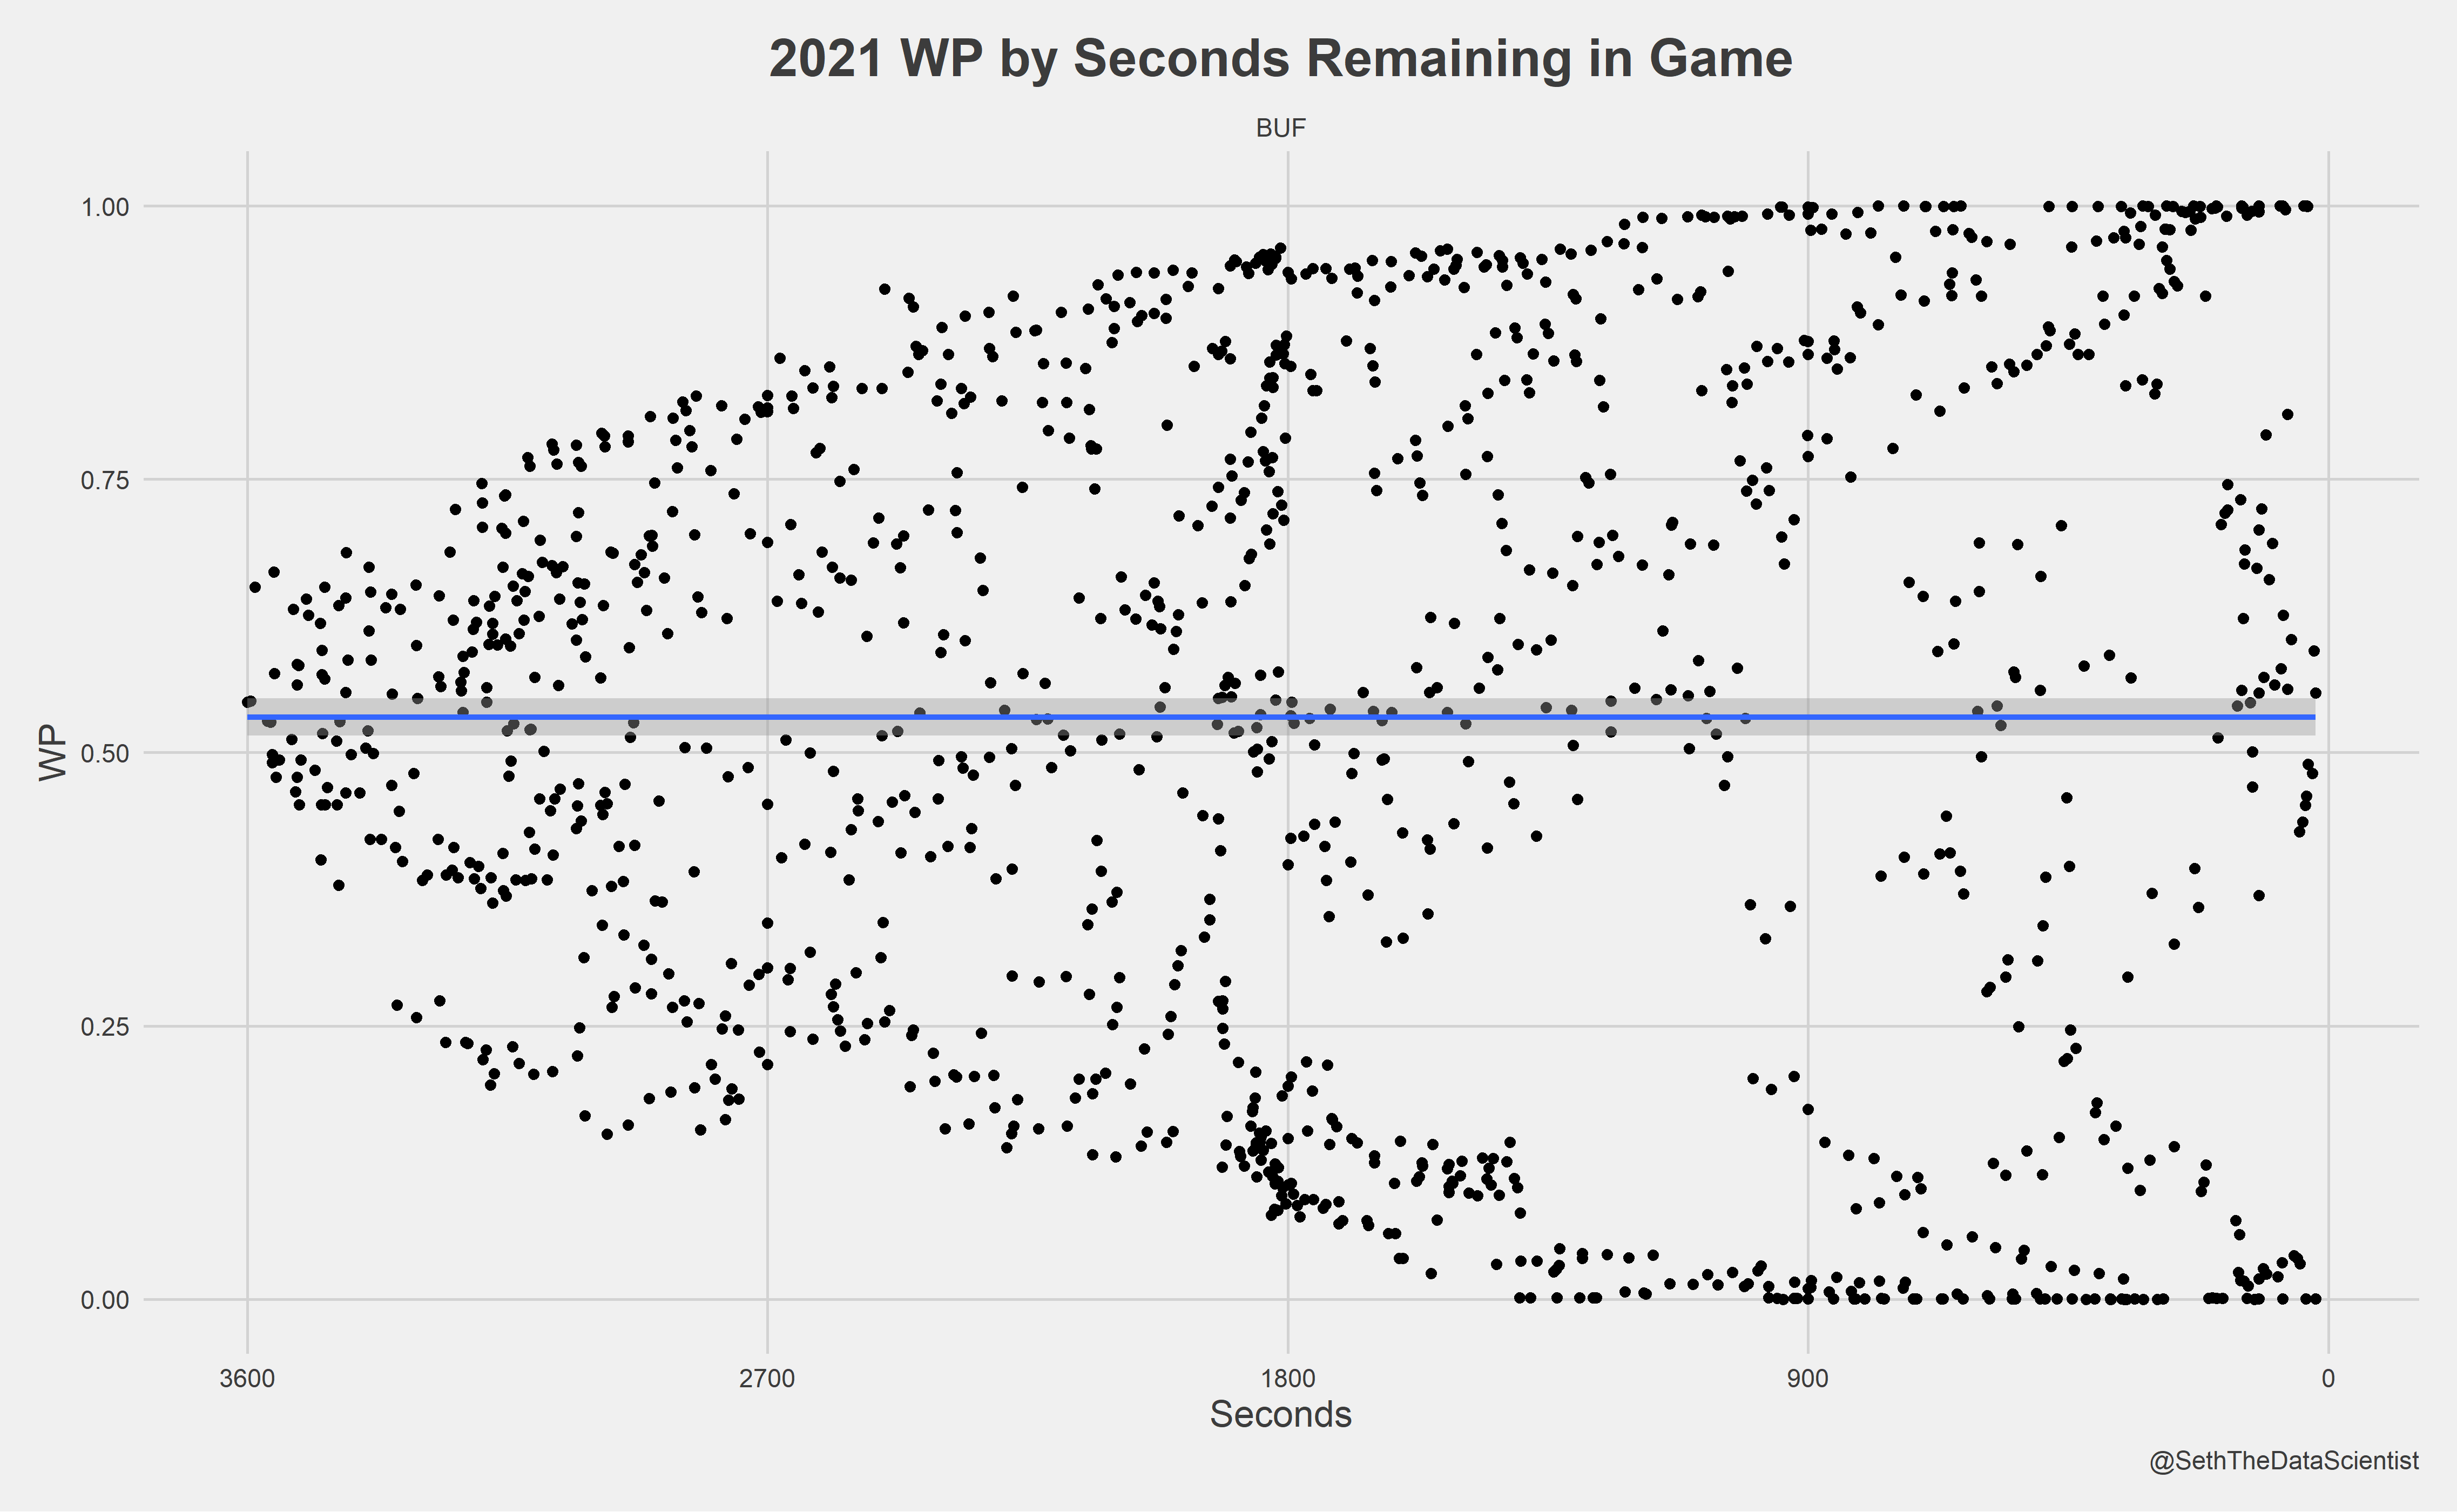 2021 WP by Seconds Remaining in Game
BUF
1.00
0.75
0.50
0.25
0.00
WP
3600 2700 1800 900 0
Seconds
@SethTheDataScientist